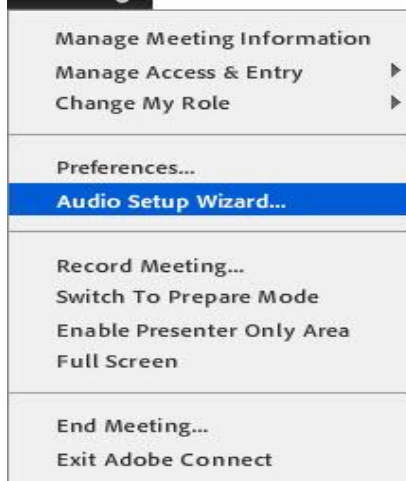 Manage Meeting Information
Manage Access & Entry
Change My Role
Preferences...
Audio Setup Wizard...
Record Meeting...
Switch To Prepare Mode
Enable Presenter Only Area
Full Screen
End Meeting...
Exit Adobe Connect